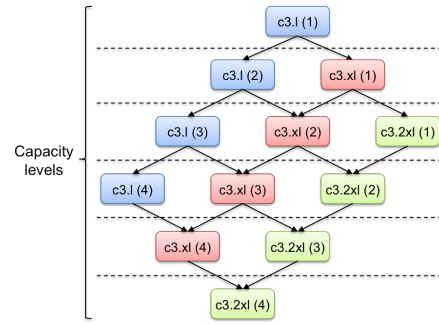 c3.l (1)
c3.l (2)
c3.xl (1)
c3.l (3)
c3.xl (2)
c3.2xl (1)
Capacity
levels
c3.l (4)
c3.xl (3)
c3.2xl (2)
c3.xl (4)
c3.2xl (3)
c3.2xl (4)